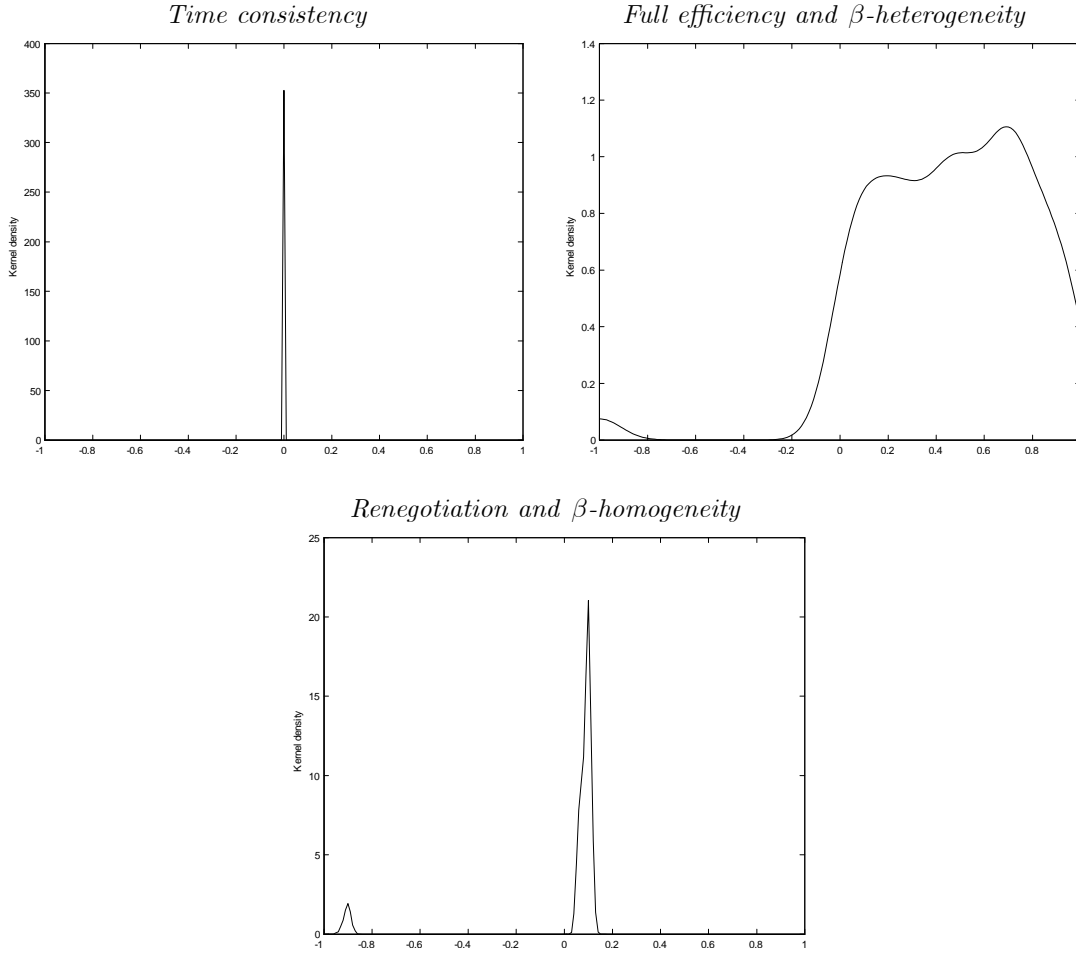 Time consistency
400
350
300
250
200
150
100
50
0
Kernel density
-1 -0.8 -0.6 -0.4 -0.2 0 0.2 0.4 0.6 0.8 1
Full efficiency and β-heterogeneity
1.4
1.2
1
0.8
0.6
0.4
0.2
0
Kernel density
-1 -0.8 -0.6 -0.4 -0.2 0 0.2 0.4 0.6 0.8
Renegotiation and β-homogeneity
25
20
15
10
5
0
Kernel density
-1 -0.8 -0.6 -0.4 -0.2 0 0.2 0.4 0.6 0.8 1